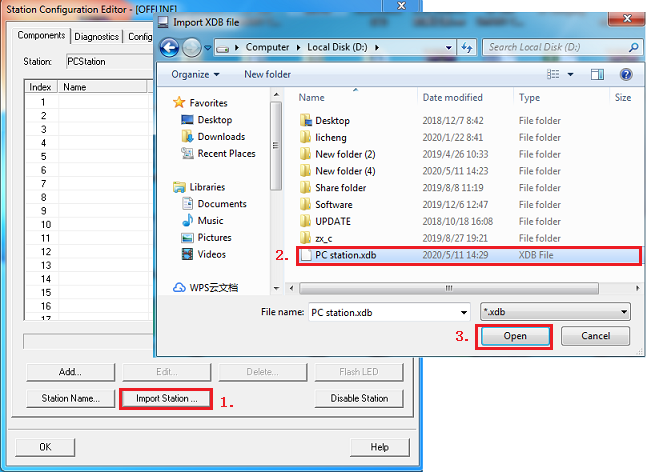 Station Configuration Editor - [OFFLINE]
Components
Diagnostics
Config
Station:
PCStation
Index
Name
1
2
3
4
5
6
7
8
9
10
11
12
13
14
15
16
17
Add...
Edit...
Delete...
Flash LED
Station Name...
Import Station ...
1.
Disable Station
OK
Help
Import XDB file
Computer
Local Disk (D:)
Search Local Disk (D:)
Organize
New folder
Favorites
Desktop
Downloads
Recent Places
Libraries
Documents
Music
Pictures
Videos
WPS云文档
Name
Date modified
Type
Size
Desktop 2018/12/7 8:42 File folder
licheng 2020/1/22 8:41 File folder
New folder (2) 2019/4/26 10:33 File folder
New folder (4) 2020/5/11 14:23 File folder
Share folder 2019/8/8 11:19 File folder
Software 2019/12/6 12:47 File folder
UPDATE 2018/10/18 16:08 File folder
zx_c 2019/8/27 19:21 File folder
2. PC station.xdb 2020/5/11 14:29 XDB File
File name: PC station.xdb
*.xdb
3. Open
Cancel